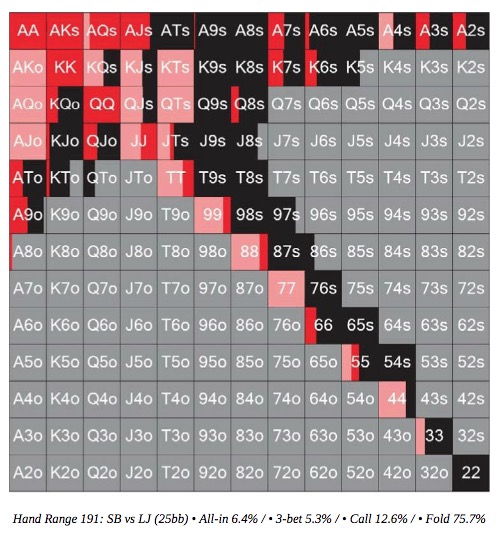 AA AKs AQs AJs ATs A9s A8s A7s A6s A5s A4s A3s A2s
AKo KK KQs KJs KTs K9s K8s K7s K6s K5s K4s K3s K2s
AQo KQo QQ QJs QTs Q9s Q8s Q7s Q6s Q5s Q4s Q3s Q2s
AJo KJo QJo JJ JTs J9s J8s J7s J6s J5s J4s J3s J2s
ATo KTo QTo JTo TT T9s T8s T7s T6s T5s T4s T3s T2s
A9o K9o Q9o J9o T9o 99 98s 97s 96s 95s 94s 93s 92s
A8o K8o Q8o J8o T8o 98o 88 87s 86s 85s 84s 83s 82s
A7o K7o Q7o J7o T7o 97o 87o 77 76s 75s 74s 73s 72s
A6o K6o Q6o J6o T6o 96o 86o 76o 66 65s 64s 63s 62s
A5o K5o Q5o J5o T5o 95o 85o 75o 65o 55 54s 53s 52s
A4o K4o Q4o J4o T4o 94o 84o 74o 64o 54o 44 43s 42s
A3o K3o Q3o J3o T3o 93o 83o 73o 63o 53o 43o 33 32s
A2o K2o Q2o J2o T2o 92o 82o 72o 62o 52o 42o 32o 22
Hand Range 191: SB vs LJ (25bb) • All-in 6.4% / • 3-bet 5.3% / • Call 12.6% / • Fold 75.7%